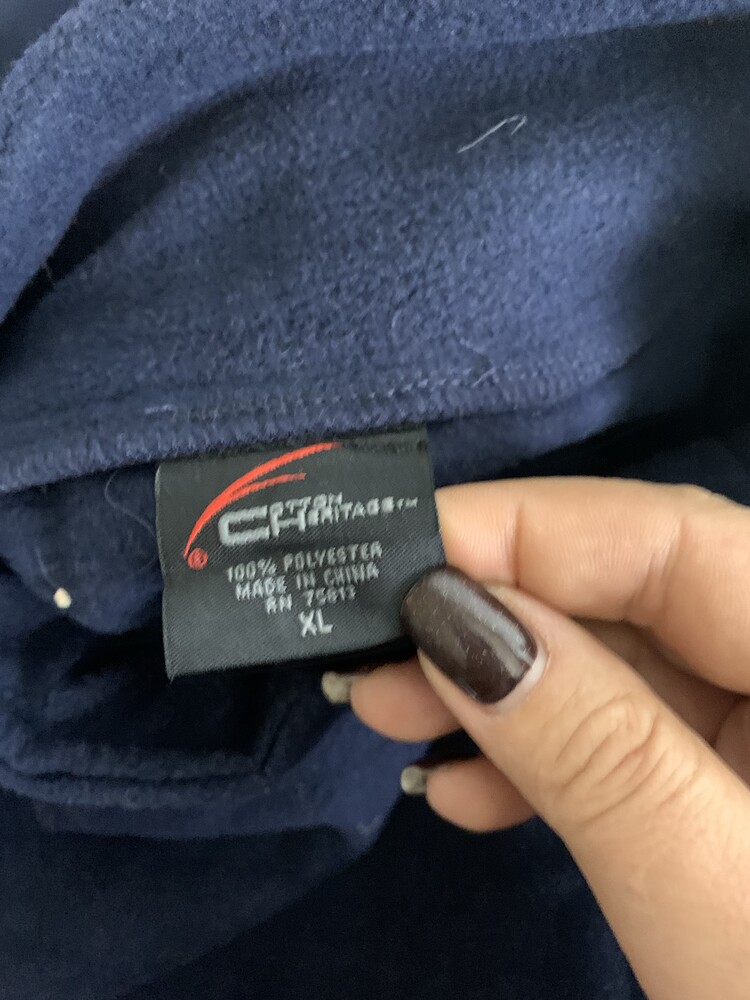 COTTON HERITAGE™
®
100% POLYESTER
MADE IN CHINA
RN 75613
XL